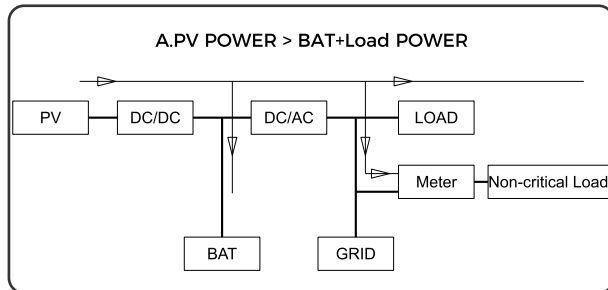 A.PV POWER > BAT+Load POWER
PV
DC/DC
DC/AC
LOAD
Meter
Non-critical Load
BAT
GRID